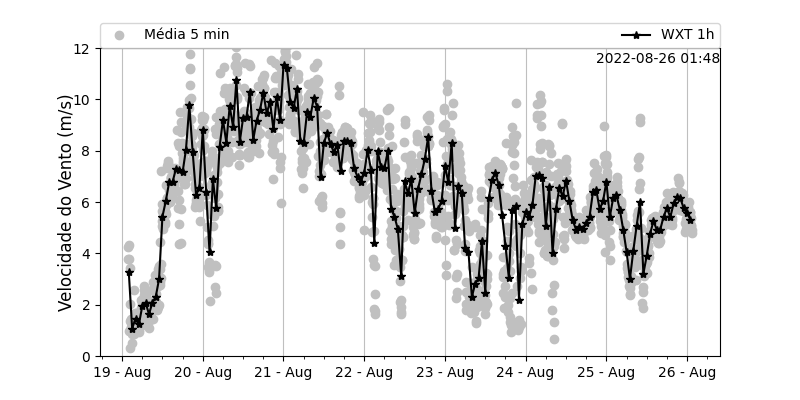 Média 5 min
WXT 1h
2022-08-26 01:48
Velocidade do Vento (m/s)
12
10
8
6
4
2
0
19 - Aug 20 - Aug 21 - Aug 22 - Aug 23 - Aug 24 - Aug 25 - Aug 26 - Aug